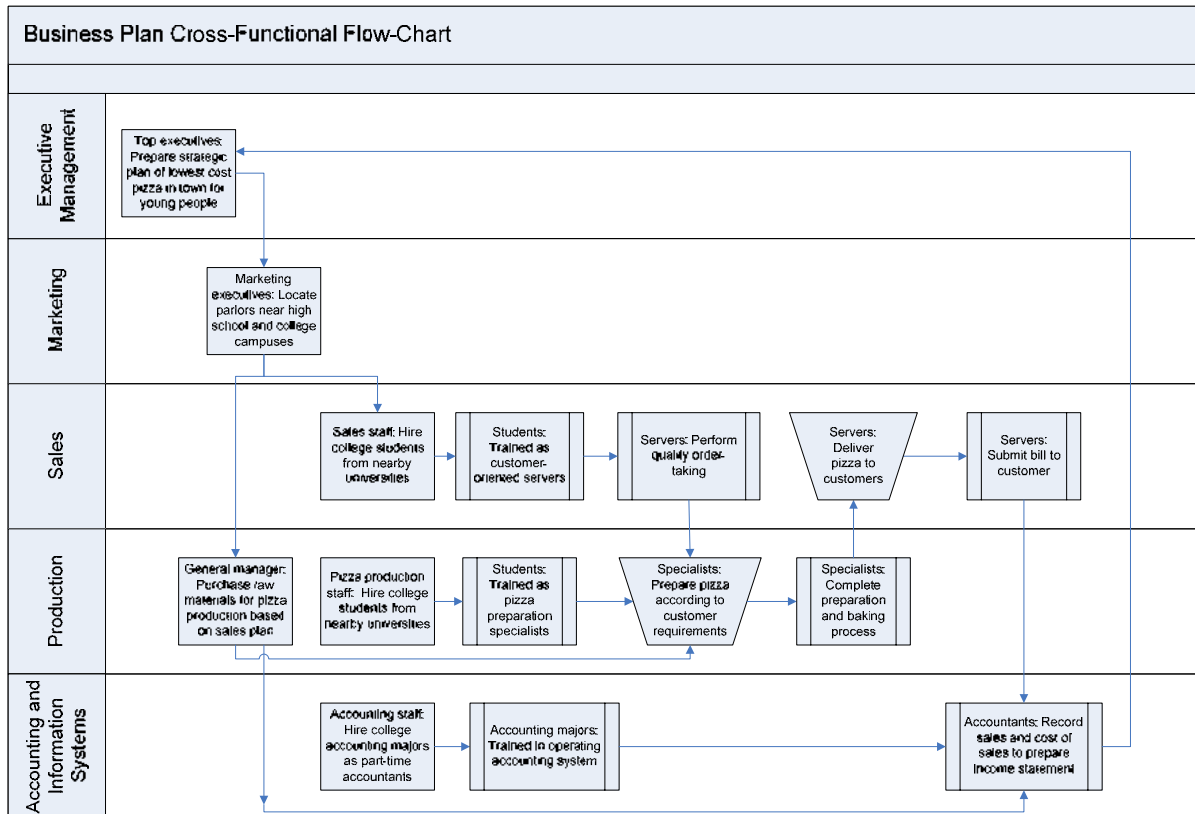 Business Plan Cross-Functional Flow-Chart
Executive
Management
Top executives:
Prepare strategic
plan of lowest cost
pizza in town for
young people
Marketing
Marketing
executives: Locate
parlors near high
school and college
campuses
Sales
Sales staff: Hire
college students
from nearby
universities
Students:
Trained as
customer-
oriented servers
Servers: Perform
quality order-
taking
Servers:
Deliver
pizza to
customers
Servers:
Submit bill to
customer
Production
General manager:
Purchase raw
materials for pizza
production based
on sales plan
Pizza production
staff: Hire college
students from
nearby universities
Students:
Trained as
pizza
preparation
specialists
Specialists:
Prepare pizza
according to
customer
requirements
Specialists:
Complete
preparation
and baking
process
Accounting and
Information
Systems
Accounting staff:
Hire college
accounting majors
as part-time
accountants
Accounting majors:
Trained in operating
accounting system
Accountants: Record
sales and cost of
sales to prepare
income statement